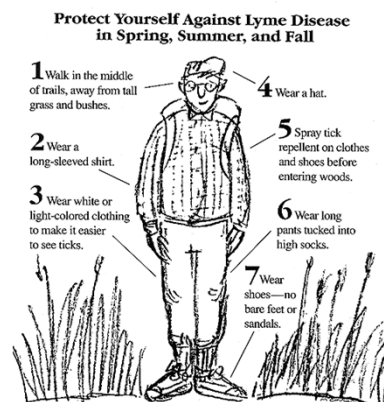 Protect Yourself Against Lyme Disease
in Spring, Summer, and Fall
1 Walk in the middle
of trails, away from tall
grass and bushes.
2 Wear a
long-sleeved shirt.
3 Wear white or
light-colored clothing
to make it easier
to see ticks.
4 Wear a hat.
5 Spray tick
repellent on clothes
and shoes before
entering woods.
6 Wear long
pants tucked into
high socks.
7 Wear
shoes—no
bare feet or
sandals.